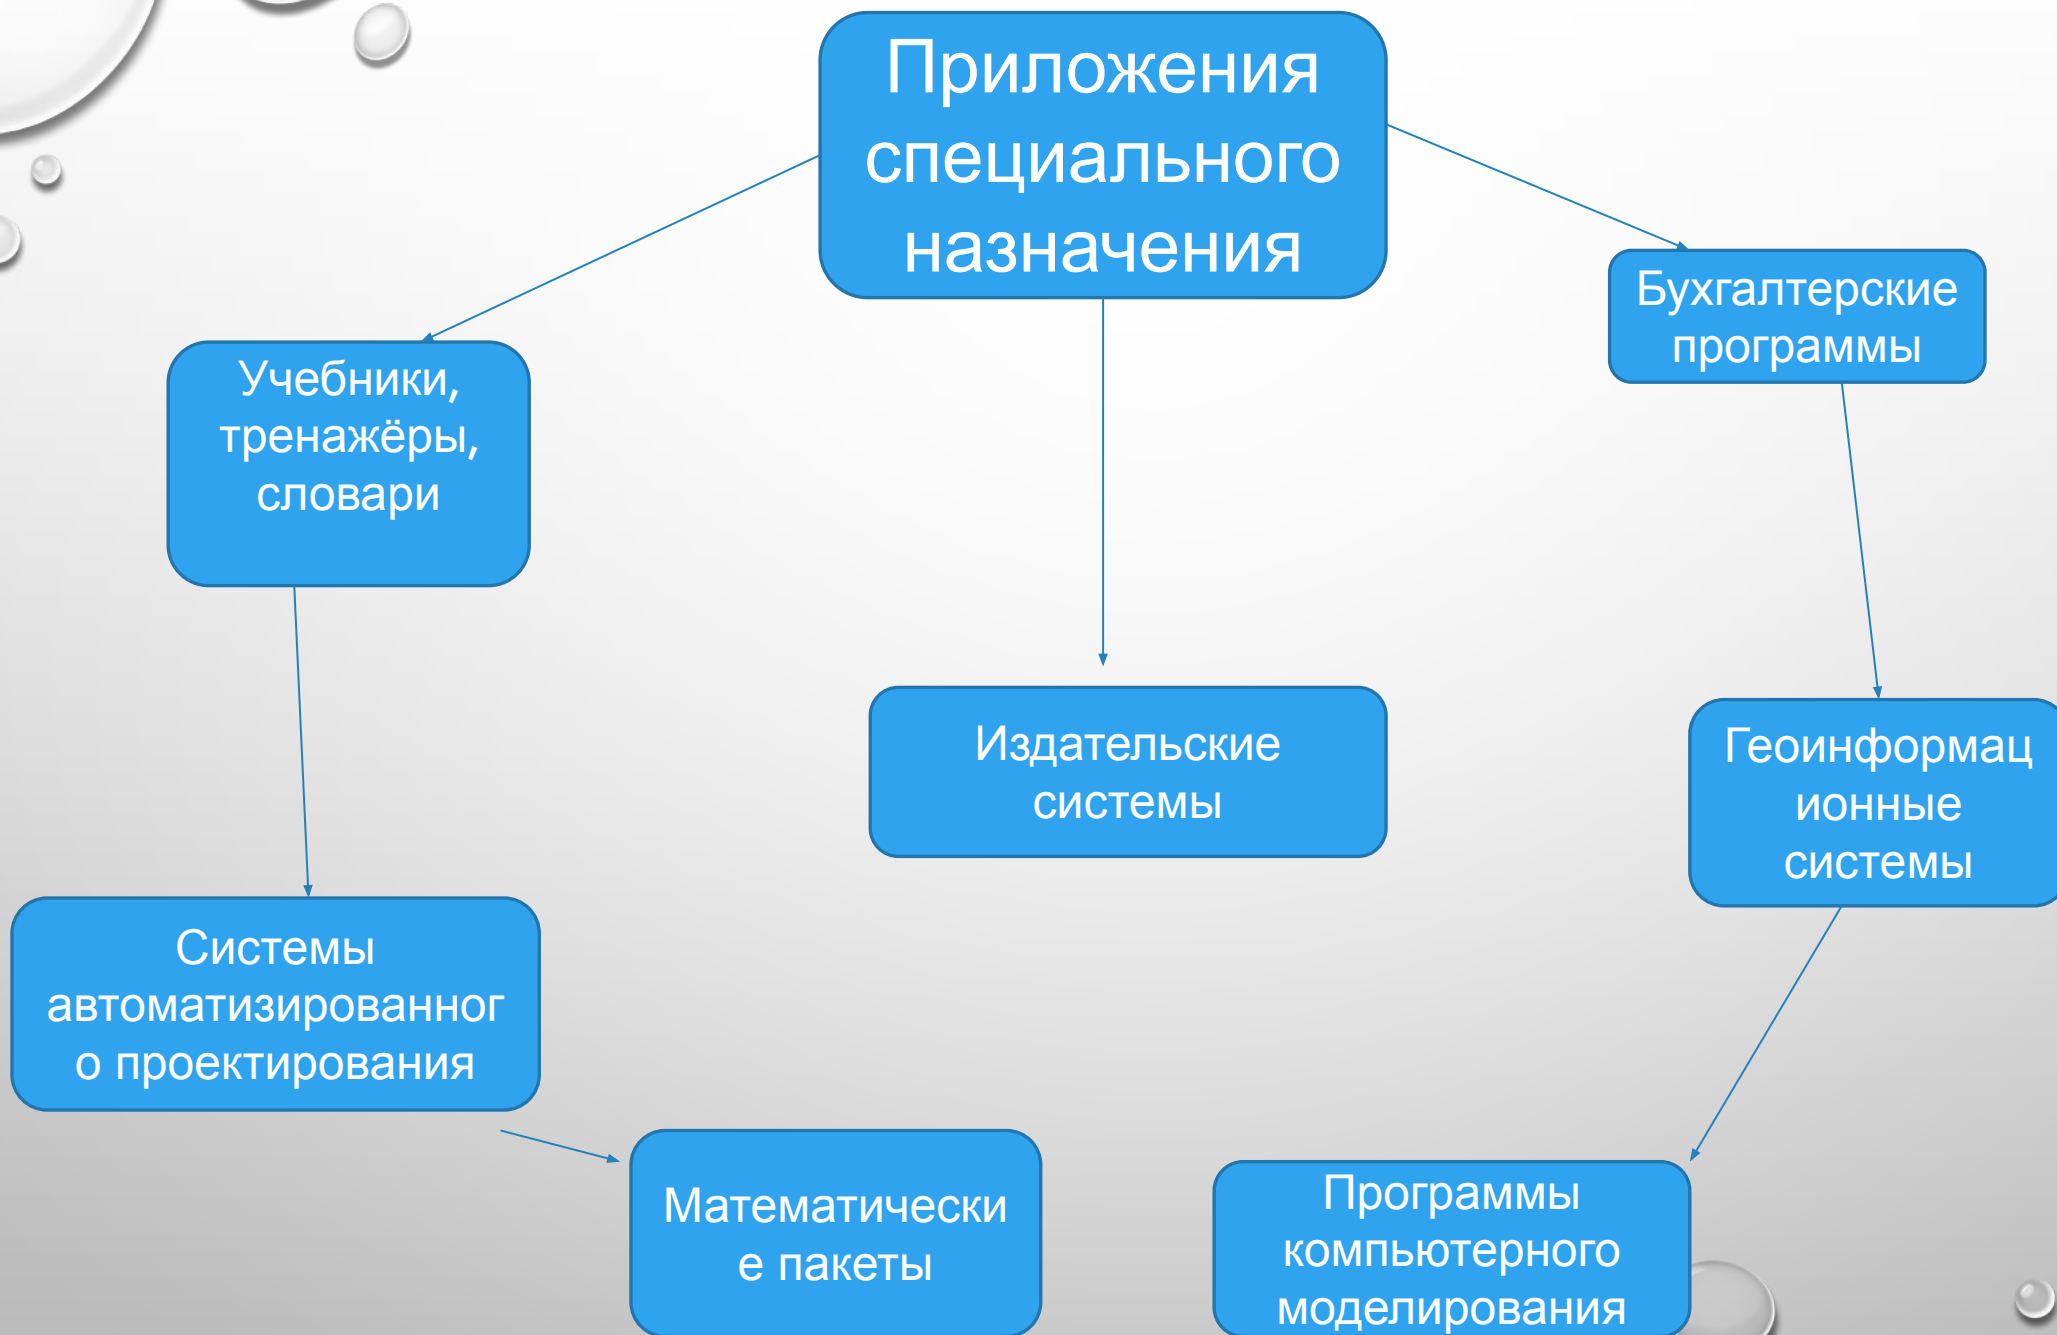 Приложения
специального
назначения
Бухгалтерские
программы
Учебники,
тренажёры,
словари
Издательские
системы
Геоинформац
ионные
системы
Системы
автоматизированног
о проектирования
Математически
е пакеты
Программы
компьютерного
моделирования